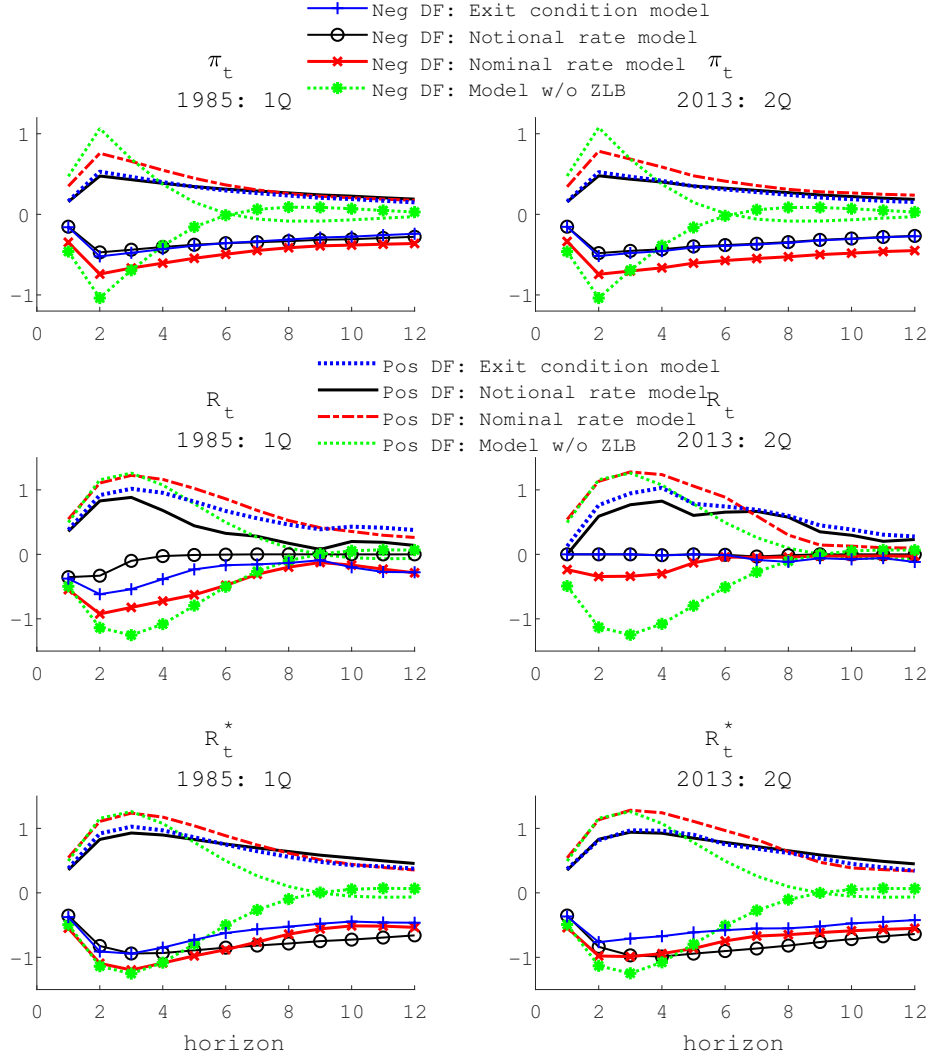 Neg DF: Exit condition model
Neg DF: Notional rate model
Neg DF: Nominal rate model
Neg DF: Model w/o ZLB
π_t
1985: 1Q
π_t
2013: 2Q
1
0
−1
0 2 4 6 8 10 12
1
0
−1
0 2 4 6 8 10 12
Pos DF: Exit condition model
Pos DF: Notional rate model
Pos DF: Nominal rate model
Pos DF: Model w/o ZLB
R_t
1985: 1Q
R_t
2013: 2Q
1
0
−1
0 2 4 6 8 10 12
1
0
−1
0 2 4 6 8 10 12
R*_t
1985: 1Q
R*_t
2013: 2Q
1
0
−1
0 2 4 6 8 10 12
horizon
1
0
−1
0 2 4 6 8 10 12
horizon